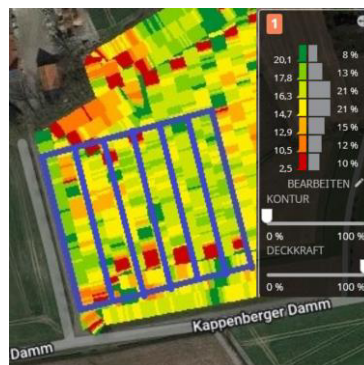 1
8 %
20,1
13 %
17,8
21 %
16,3
21 %
14,7
15 %
12,9
12 %
10,5
10 %
2,5
BEARBEITEN
KONTUR
0 % 100 %
DECKKRAFT
0 % 100 %
Kappenberger Damm
Damm